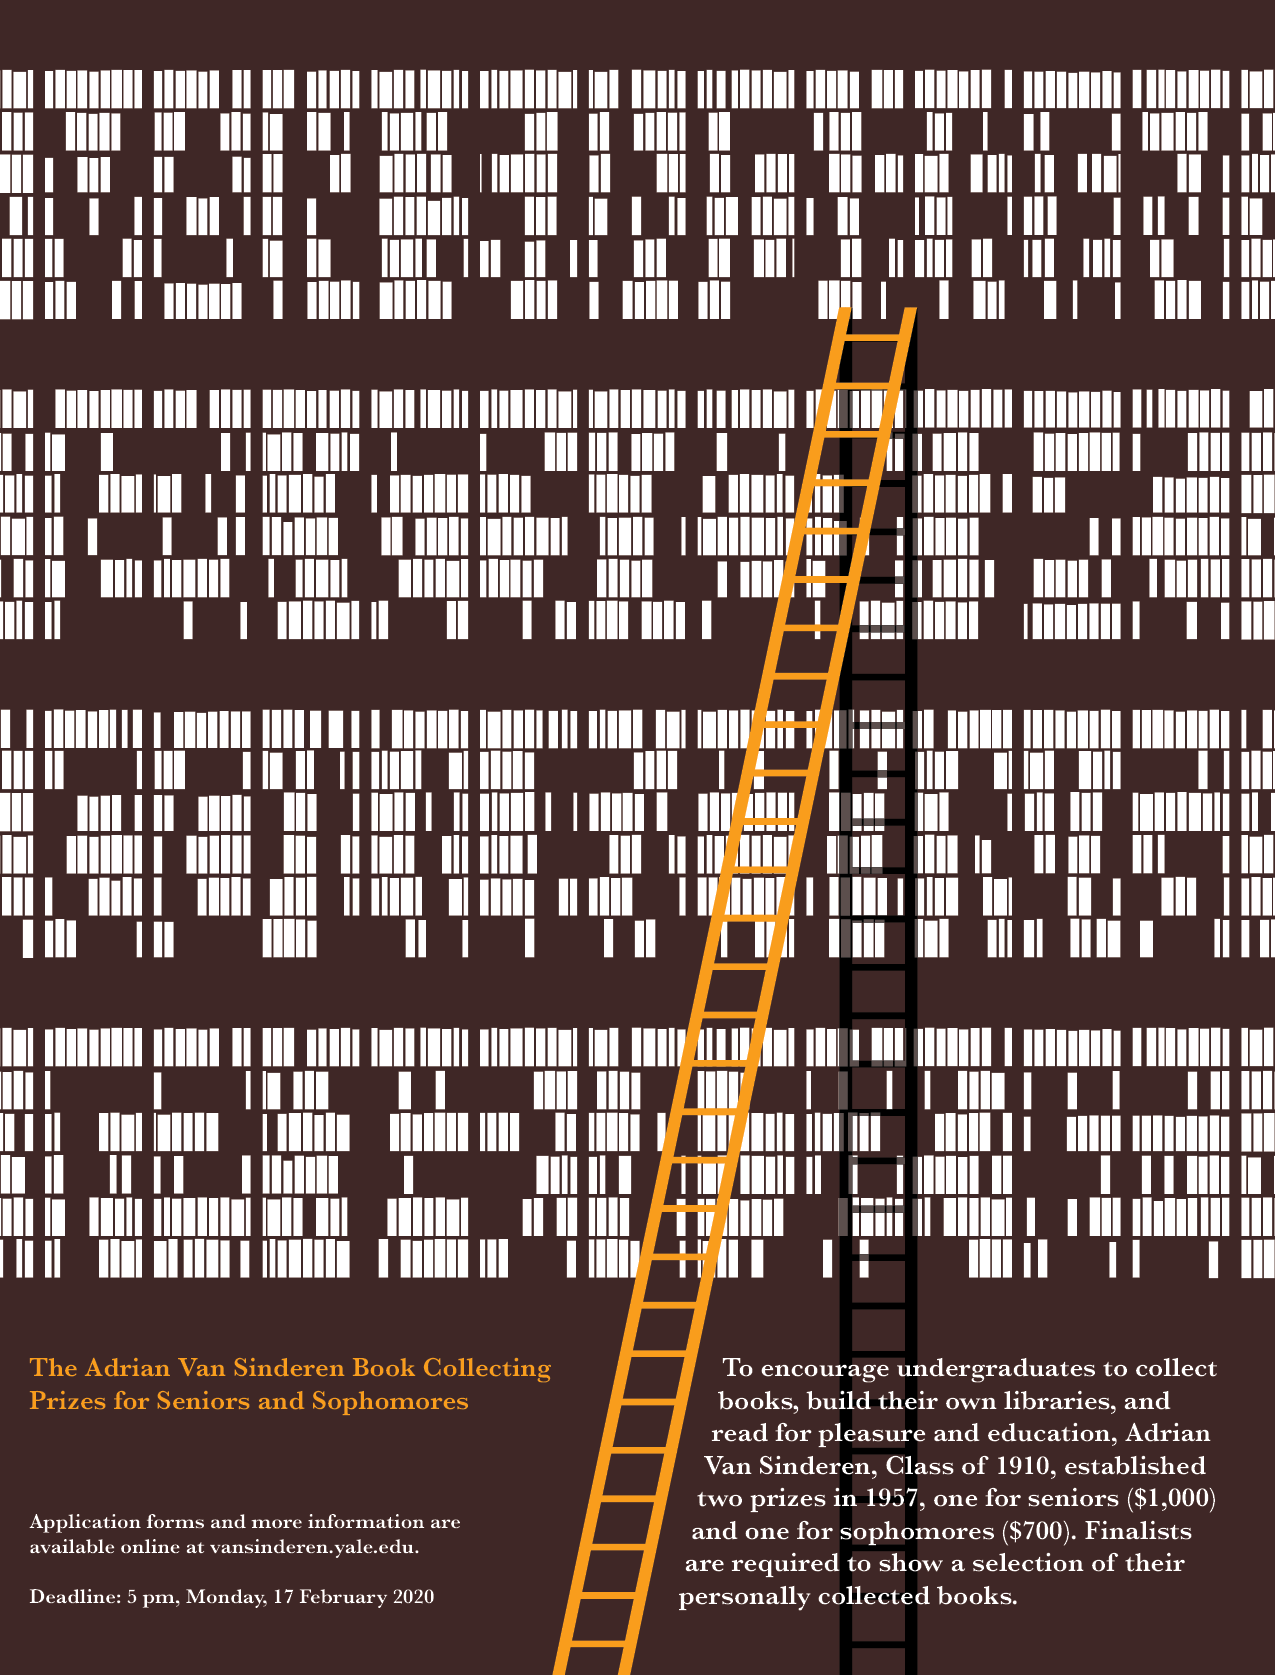 The Adrian Van Sinderen Book Collecting
Prizes for Seniors and Sophomores
Application forms and more information are
available online at vansinderen.yale.edu.
Deadline: 5 pm, Monday, 17 February 2020
To encourage undergraduates to collect
books, build their own libraries, and
read for pleasure and education, Adrian
Van Sinderen, Class of 1910, established
two prizes in 1957, one for seniors ($1,000)
and one for sophomores ($700). Finalists
are required to show a selection of their
personally collected books.